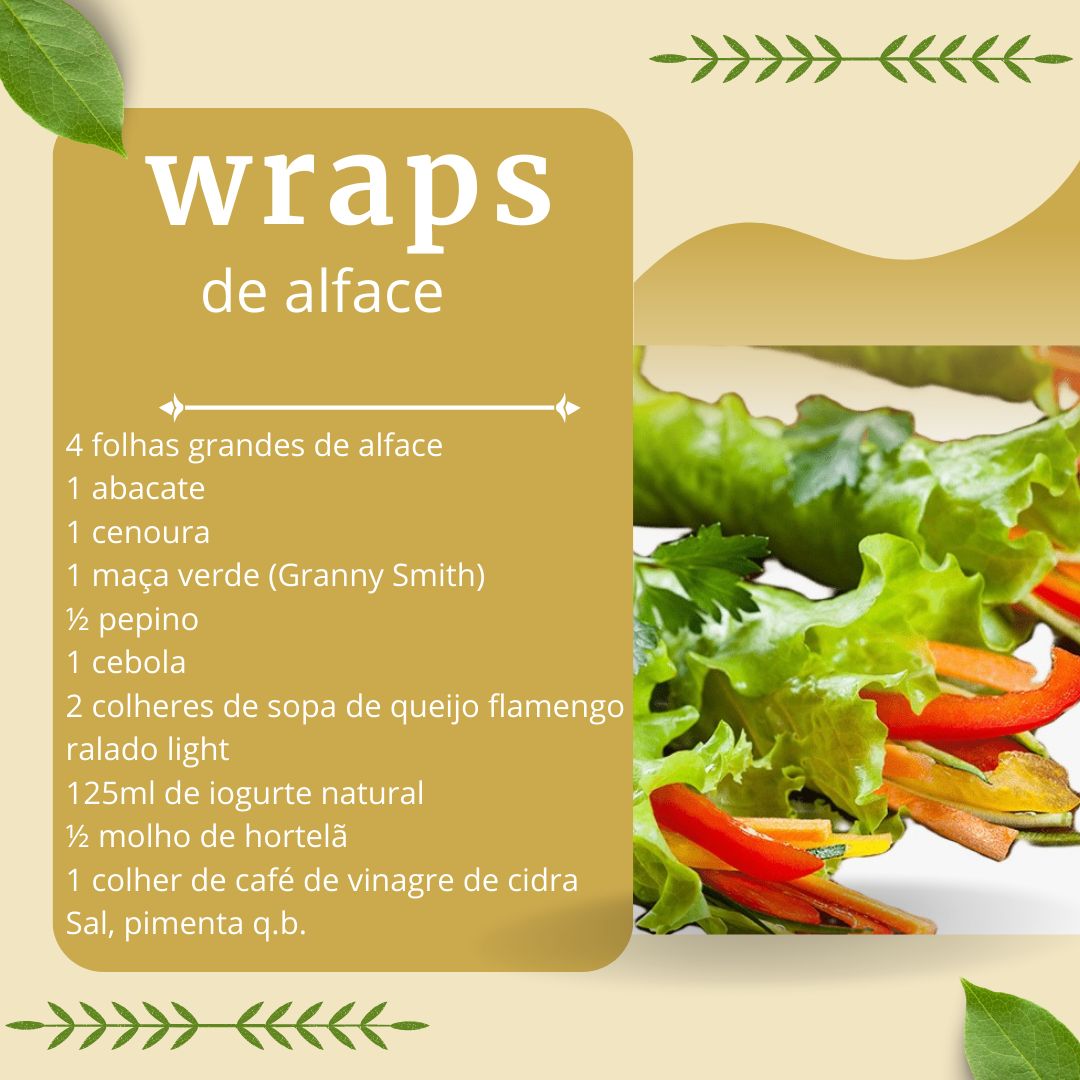 wraps
de alface
4 folhas grandes de alface
1 abacate
1 cenoura
1 maça verde (Granny Smith)
½ pepino
1 cebola
2 colheres de sopa de queijo flamengo
ralado light
125ml de iogurte natural
½ molho de hortelã
1 colher de café de vinagre de cidra
Sal, pimenta q.b.